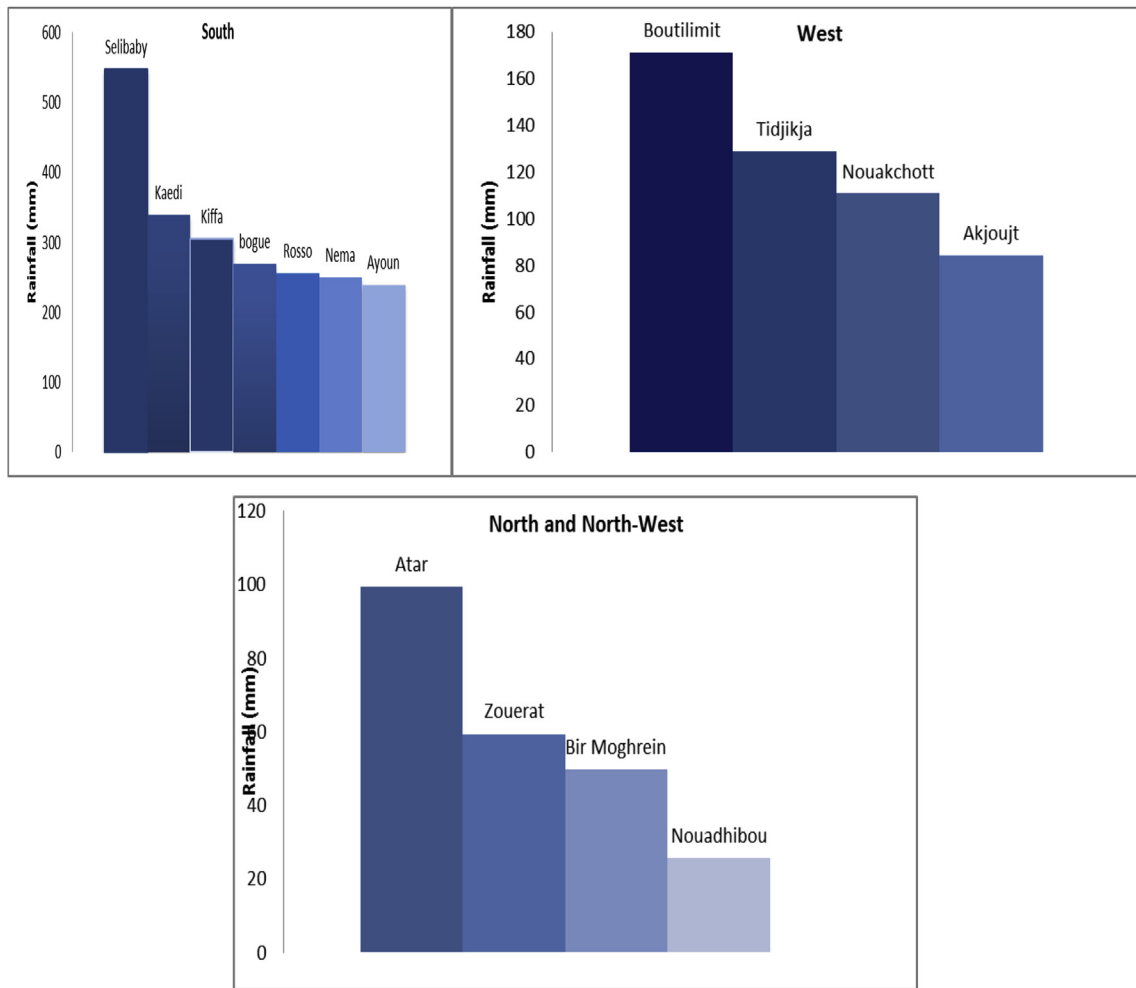 South
Rainfall (mm)
600
500
400
300
200
100
0
Selibaby
Kaedi
Kiffa
bogue
Rosso
Nema
Ayoun
West
Rainfall (mm)
180
160
140
120
100
80
60
40
20
0
Boutilimit
Tidjikja
Nouakchott
Akjoujt
North and North-West
Rainfall (mm)
120
100
80
60
40
20
0
Atar
Zouerat
Bir Moghrein
Nouadhibou